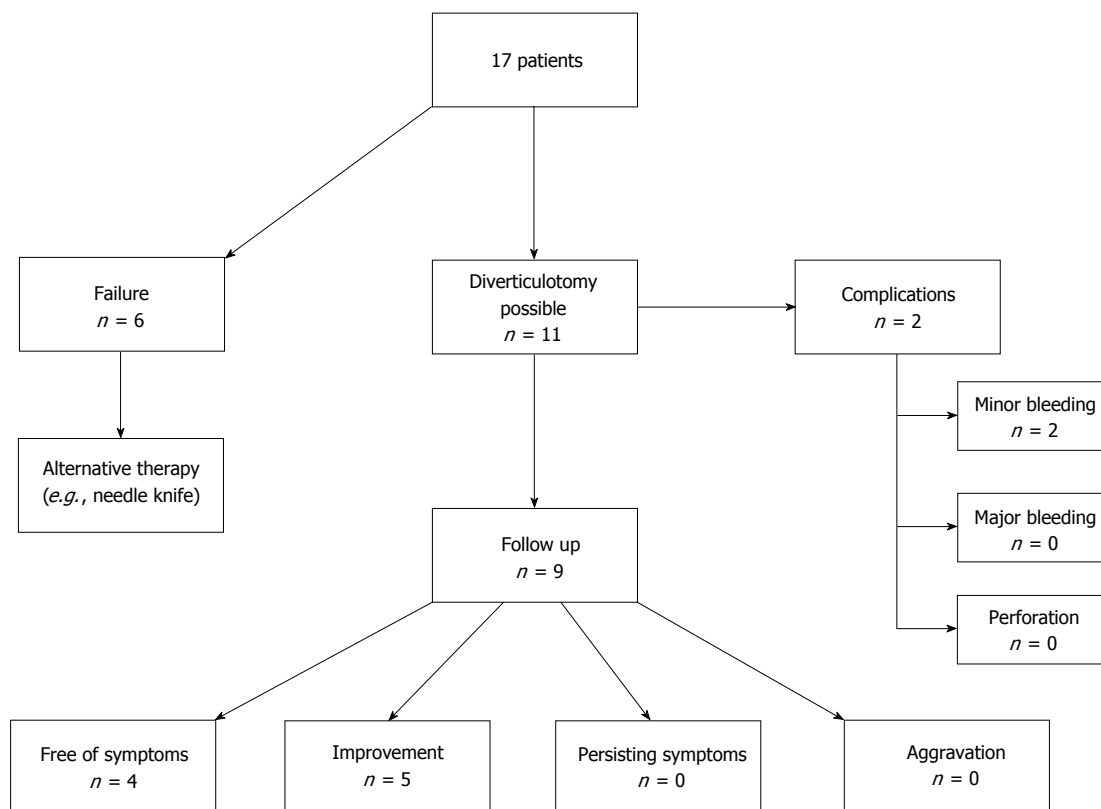 17 patients
Failure
n = 6
Diverticulotomy
possible
n = 11
Complications
n = 2
Minor bleeding
n = 2
Alternative therapy
(e.g., needle knife)
Major bleeding
n = 0
Follow up
n = 9
Perforation
n = 0
Free of symptoms
n = 4
Improvement
n = 5
Persisting symptoms
n = 0
Aggravation
n = 0